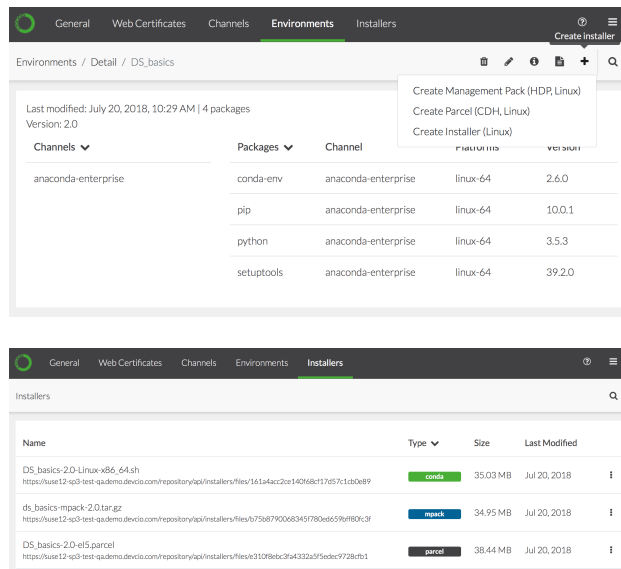 General Web Certificates Channels Environments Installers
Create installer
Environments / Detail / DS_basics
Create Management Pack (HDP, Linux)
Create Parcel (CDH, Linux)
Create Installer (Linux)
Last modified: July 20, 2018, 10:29 AM | 4 packages
Version: 2.0
Channels Packages Channel Platforms Version
anaconda-enterprise conda-env anaconda-enterprise linux-64 2.6.0
pip anaconda-enterprise linux-64 10.0.1
python anaconda-enterprise linux-64 3.5.3
setuptools anaconda-enterprise linux-64 39.2.0
General Web Certificates Channels Environments Installers
Installers
Name Type Size Last Modified
DS_basics-2.0-Linux-x86_64.sh conda 35.03 MB Jul 20, 2018
https://suse12-sp3-test-qa.demo.devcio.com/repository/api/installers/files/161a4acc2ce140f68cf17d57c1cb0e89
ds_basics-mpack-2.0.tar.gz mpack 34.95 MB Jul 20, 2018
https://suse12-sp3-test-qa.demo.devcio.com/repository/api/installers/files/b75b8790068345f780ed659bff80fc3f
DS_basics-2.0-el5.parcel parcel 38.44 MB Jul 20, 2018
https://suse12-sp3-test-qa.demo.devcio.com/repository/api/installers/files/e310f8ebc3fa4332a5f5edec9728cfb1